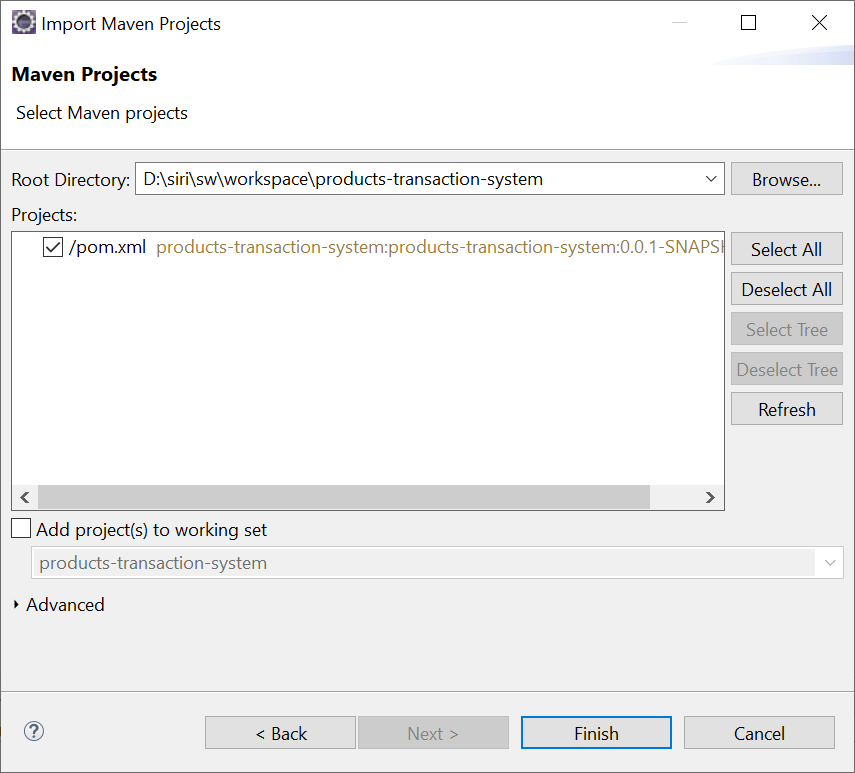 Import Maven Projects
Maven Projects
Select Maven projects
Root Directory: D:\siri\sw\workspace\products-transaction-system Browse...
Projects:
/pom.xml products-transaction-system:products-transaction-system:0.0.1-SNAPSH
Select All
Deselect All
Select Tree
Deselect Tree
Refresh
Add project(s) to working set
products-transaction-system
Advanced
? < Back Next > Finish Cancel